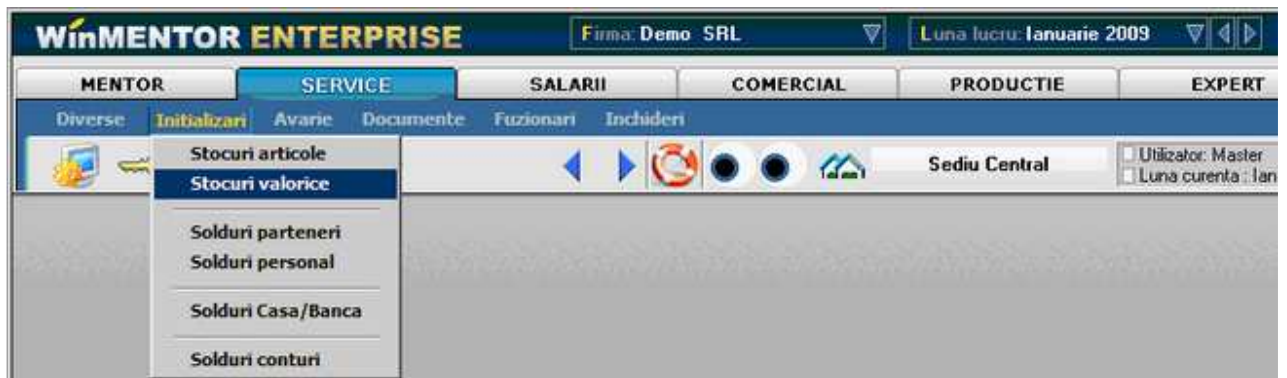 WinMENTOR ENTERPRISE Firma: Demo SRL Luna lucru: Ianuarie 2009
MENTOR SERVICE SALARII COMERCIAL PRODUCTIE EXPERT
Diverse Initializari Avarie Documente Fuzionari Inchideri
Stocuri articole
Stocuri valorice
Solduri parteneri
Solduri personal
Solduri Casa/Banca
Solduri conturi
Sediu Central
Utilizator: Master
Luna curenta : Ian